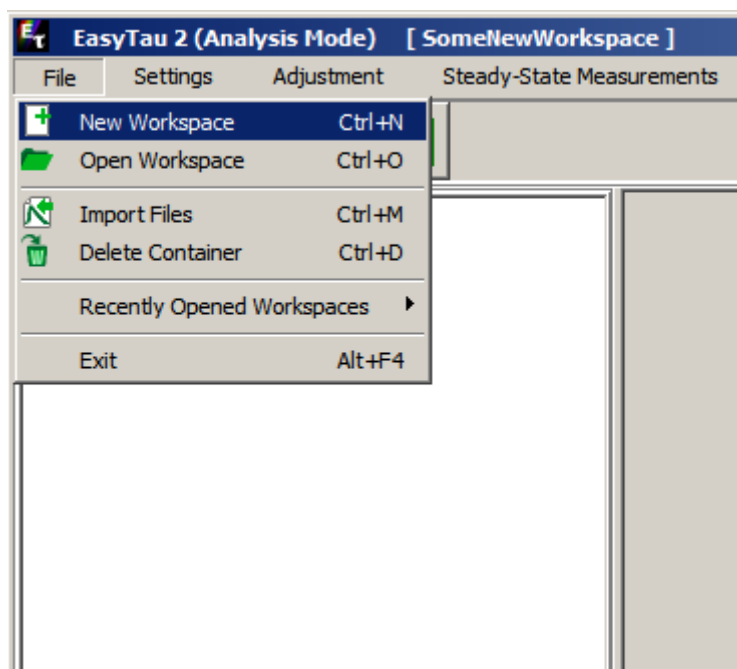 EasyTau 2 (Analysis Mode) [ SomeNewWorkspace ]
File Settings Adjustment Steady-State Measurements
New Workspace Ctrl+N
Open Workspace Ctrl+O
Import Files Ctrl+M
Delete Container Ctrl+D
Recently Opened Workspaces
Exit Alt+F4